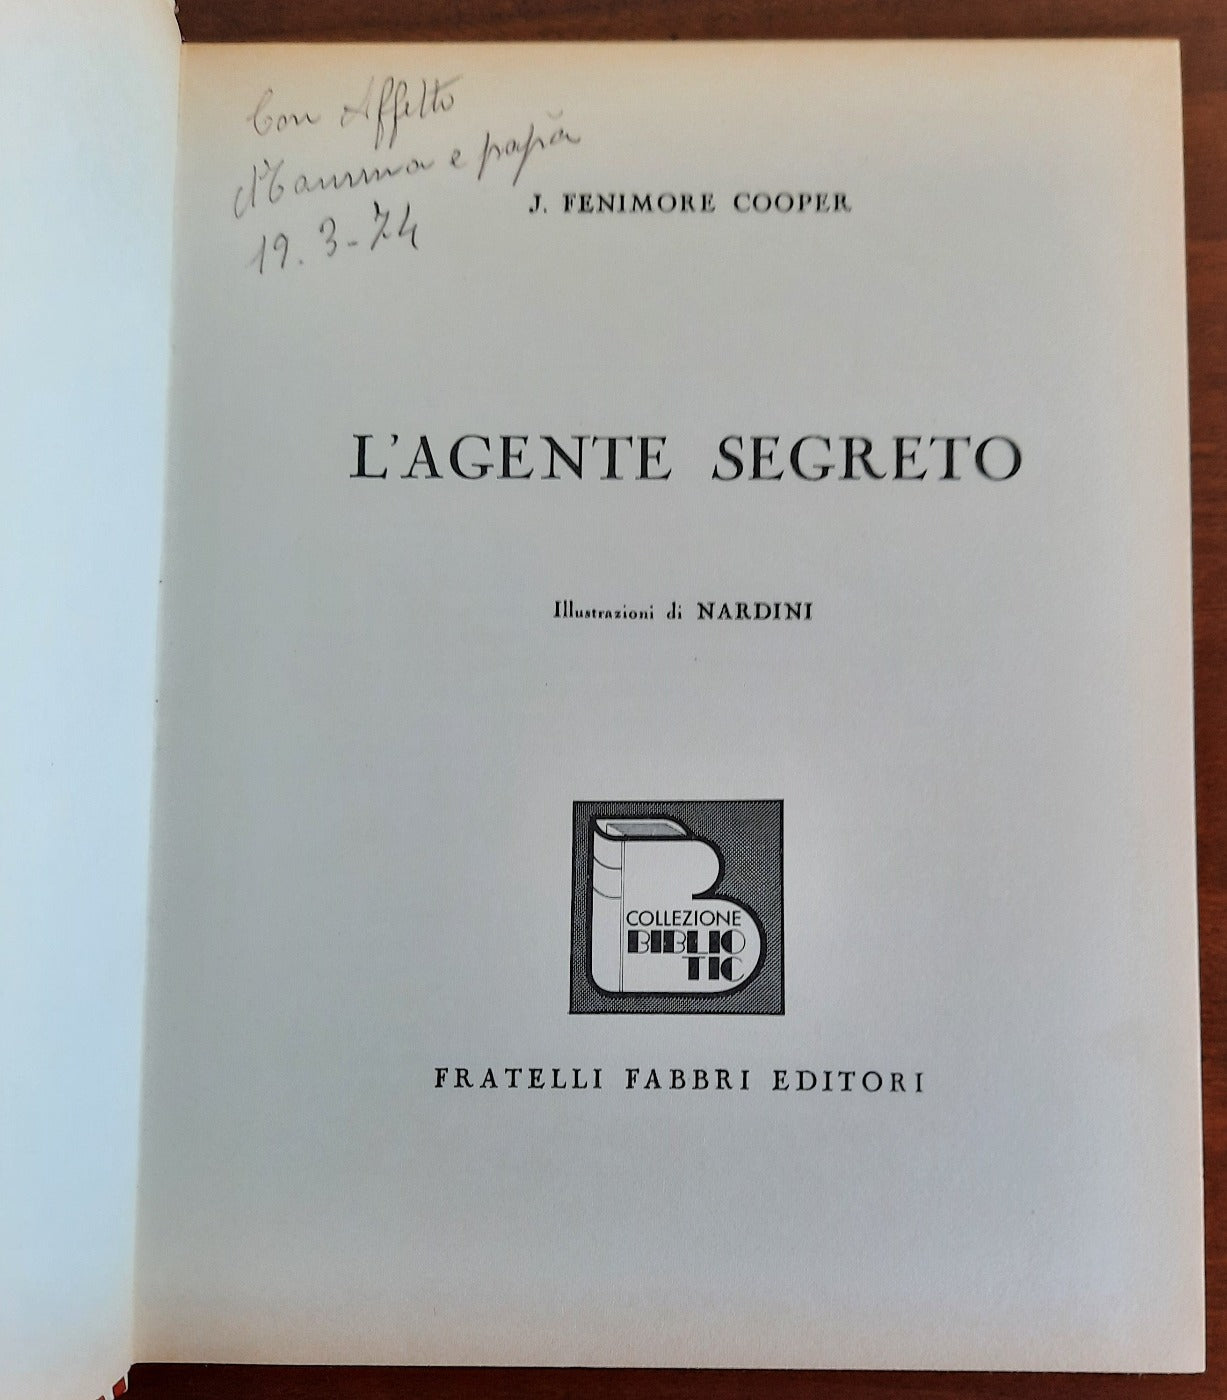 Con Affetto
Mamma e papà
19.3-74
J. FENIMORE COOPER
L'AGENTE SEGRETO
Illustrazioni di NARDINI
COLLEZIONE
BIBLIO
TIC
FRATELLI FABBRI EDITORI